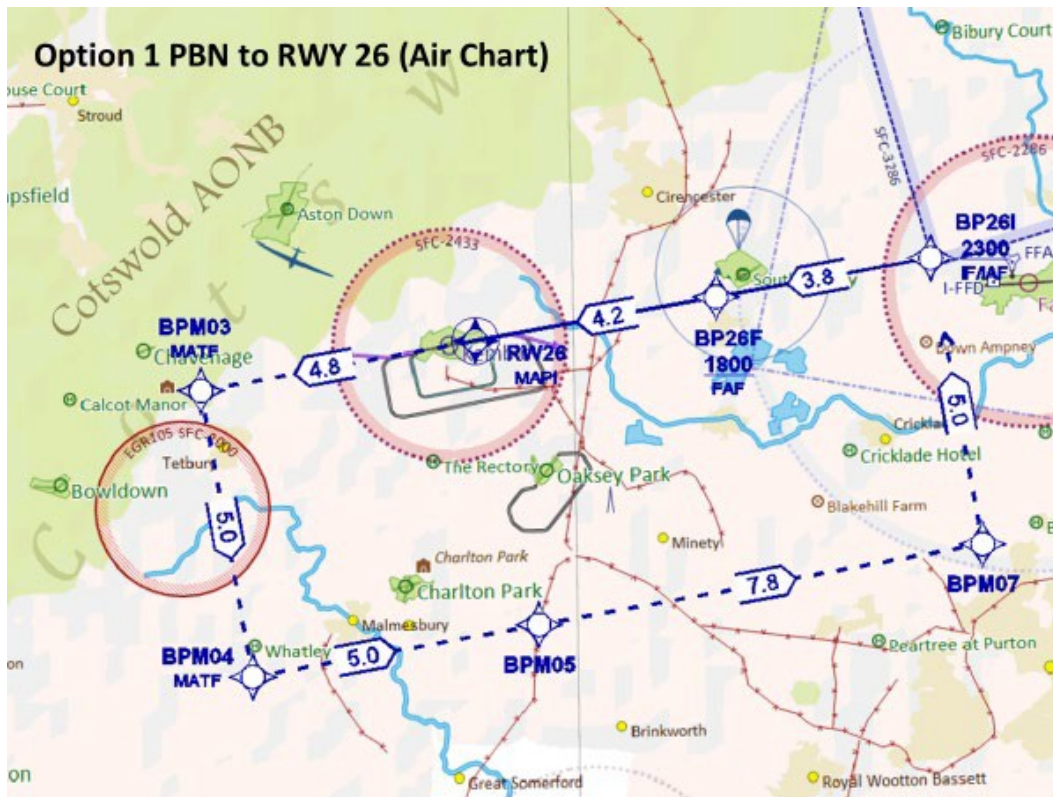 Option 1 PBN to RWY 26 (Air Chart)
Bibury Court
ouse Court
Stroud
Cotswold AONB
psfield
Aston Down
SFC-2433
Cirencester
SFC-3286
SFC-2286
BP26I
2300
IF/IAF
FFA
I-FFD
3.8
4.2
BP26F
1800
FAF
RW26
MAPt
4.8
BPM03
MATF
Chavenage
Calcot Manor
Down Ampney
5.0
EGR105 SFC-2000
Tetbury
Bowldown
5.0
The Rectory
Oaksey Park
Cricklade Hotel
Blakehill Farm
Minety
Charlton Park
Charlton Park
7.8
BPM07
Malmesbury
BPM04
MATF
Whatley
5.0
BPM05
Peartree at Purton
Brinkworth
Great Somerford
Royal Wootton Bassett
on
on